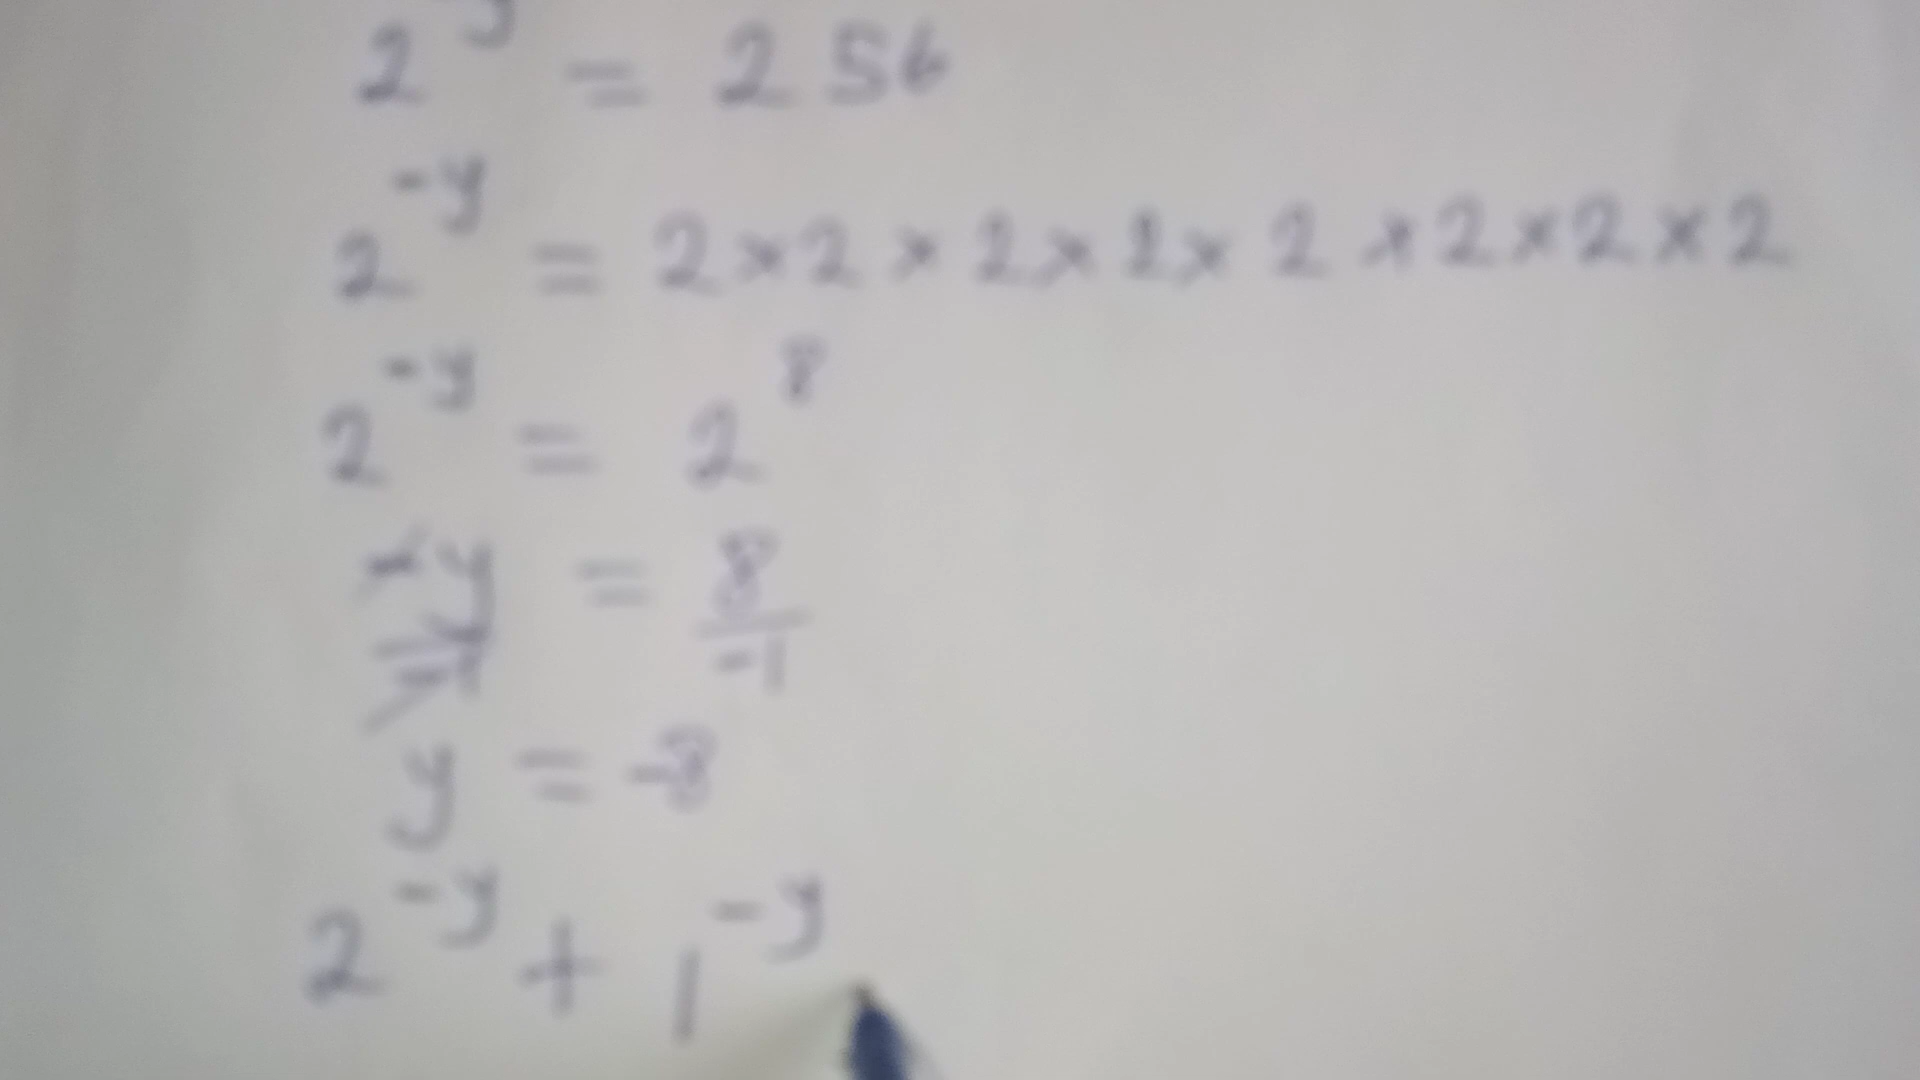 2^y = 256
2^-y = 2×2×2×2×2×2×2×2
2^-y = 2^8
-y/-1 = 8/-1
y = -8
2^-y + 1^-y